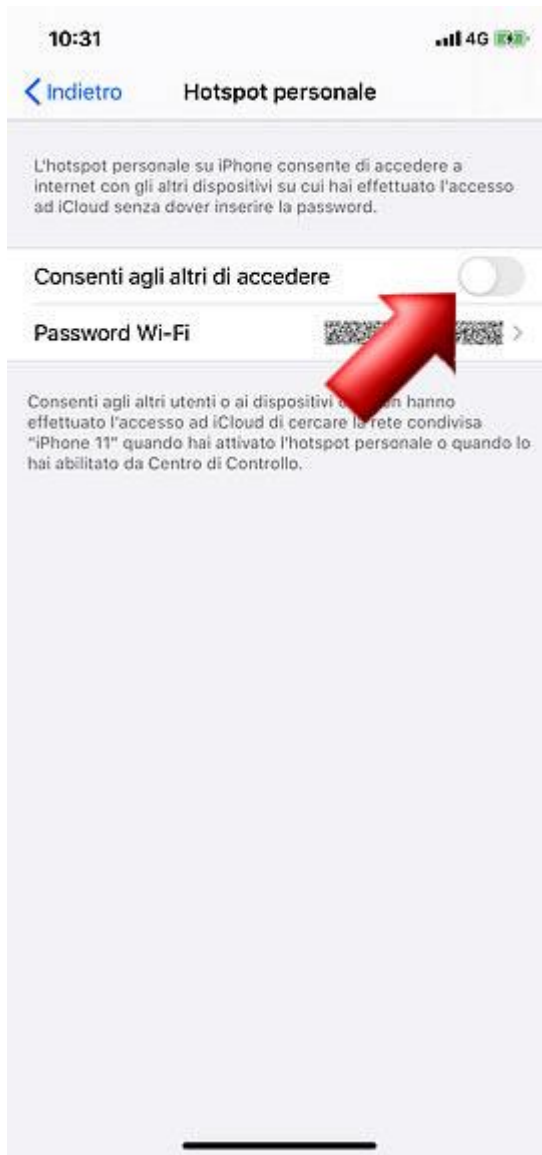 10:31
4G
Indietro
Hotspot personale
L'hotspot personale su iPhone consente di accedere a
internet con gli altri dispositivi su cui hai effettuato l'accesso
ad iCloud senza dover inserire la password.
Consenti agli altri di accedere
Password Wi-Fi
Consenti agli altri utenti o ai dispositivi hanno
effettuato l'accesso ad iCloud di cercare la rete condivisa
"iPhone 11" quando hai attivato l'hotspot personale o quando lo
hai abilitato da Centro di Controllo.